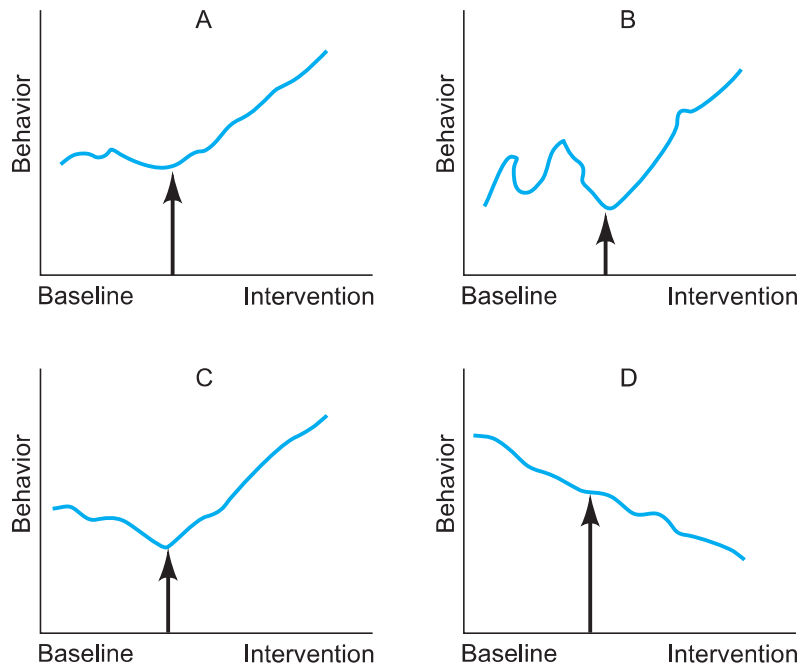 A
Behavior
Baseline Intervention
B
Behavior
Baseline Intervention
C
Behavior
Baseline Intervention
D
Behavior
Baseline Intervention